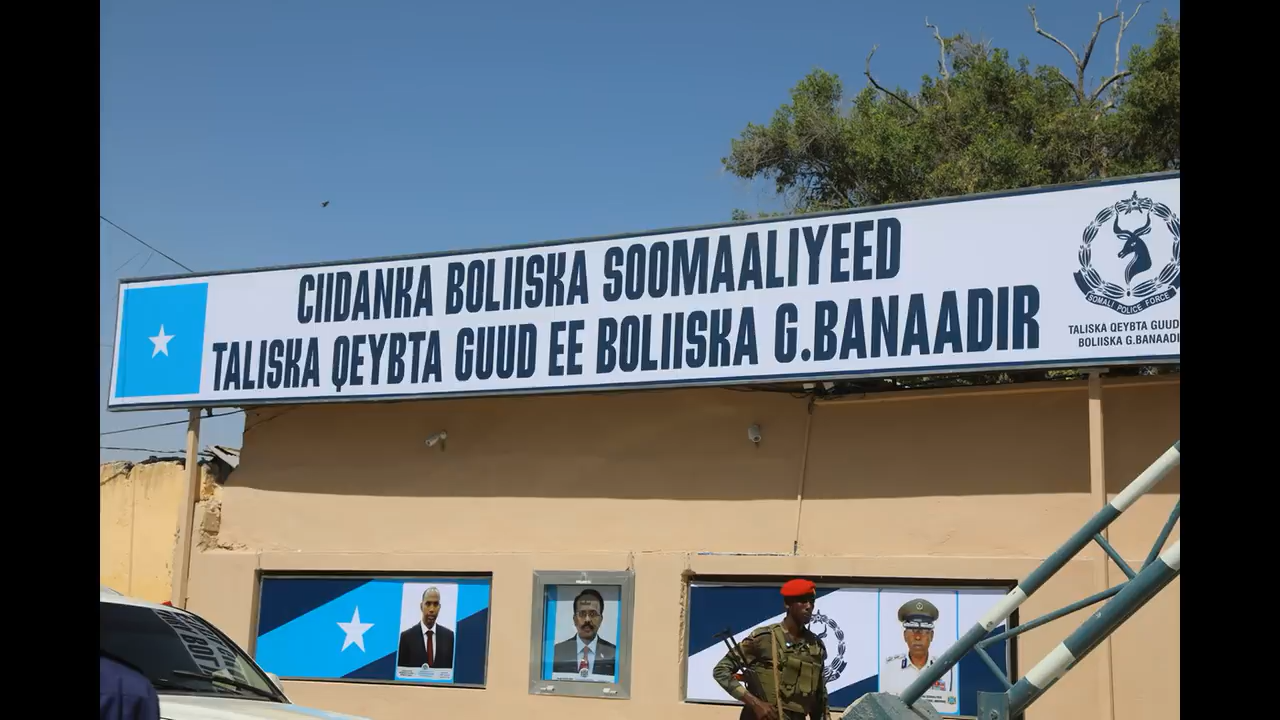 CIIDANKA BOLIISKA SOOMAALIYEED
TALISKA QEYBTA GUUD EE BOLIISKA G.BANAADIR
SOMALI POLICE FORCE
TALISKA QEYBTA GUUD
BOLIISKA G.BANAADI